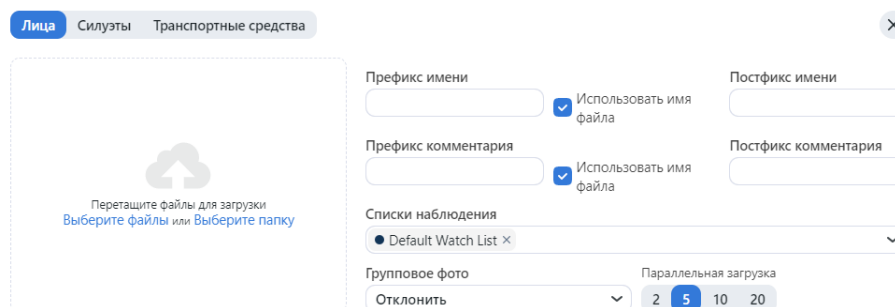 Лица Силуэты Транспортные средства
Префикс имени Постфикс имени
Использовать имя
файла
Префикс комментария Постфикс комментария
Использовать имя
файла
Перетащите файлы для загрузки
Выберите файлы или Выберите папку
Списки наблюдения
Default Watch List ×
Групповое фото Параллельная загрузка
Отклонить 2 5 10 20